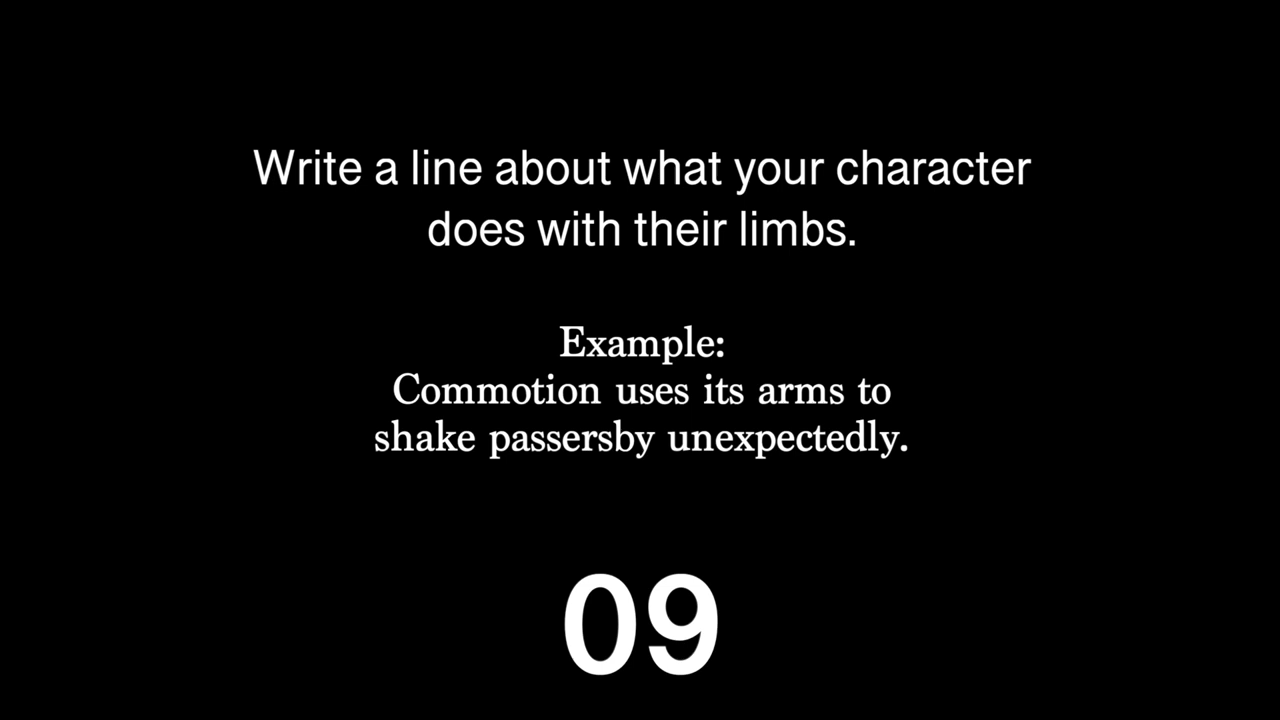 Write a line about what your character
does with their limbs.
Example:
Commotion uses its arms to
shake passersby unexpectedly.
09